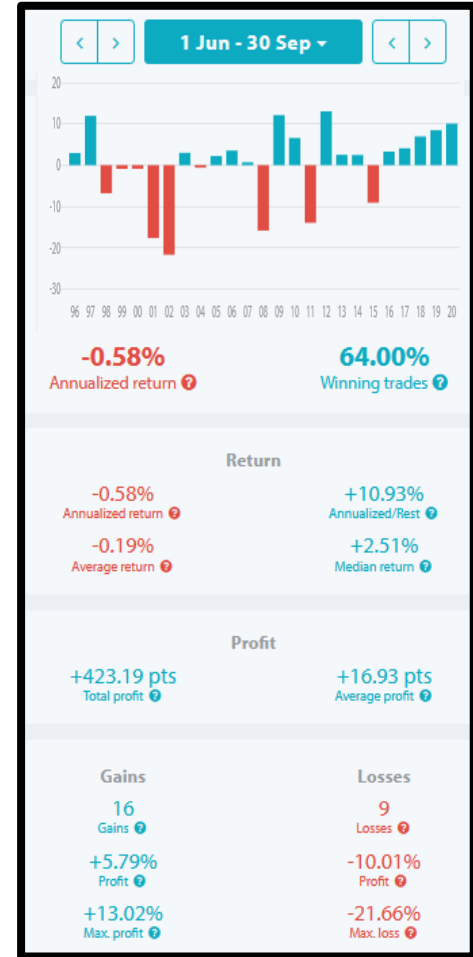 1 Jun - 30 Sep
20
10
0
-10
-20
-30
96 97 98 99 00 01 02 03 04 05 06 07 08 09 10 11 12 13 14 15 16 17 18 19 20
-0.58% 64.00%
Annualized return ? Winning trades ?
Return
-0.58% +10.93%
Annualized return ? Annualized/Rest ?
-0.19% +2.51%
Average return ? Median return ?
Profit
+423.19 pts +16.93 pts
Total profit ? Average profit ?
Gains Losses
16 9
Gains ? Losses ?
+5.79% -10.01%
Profit ? Profit ?
+13.02% -21.66%
Max. profit ? Max. loss ?